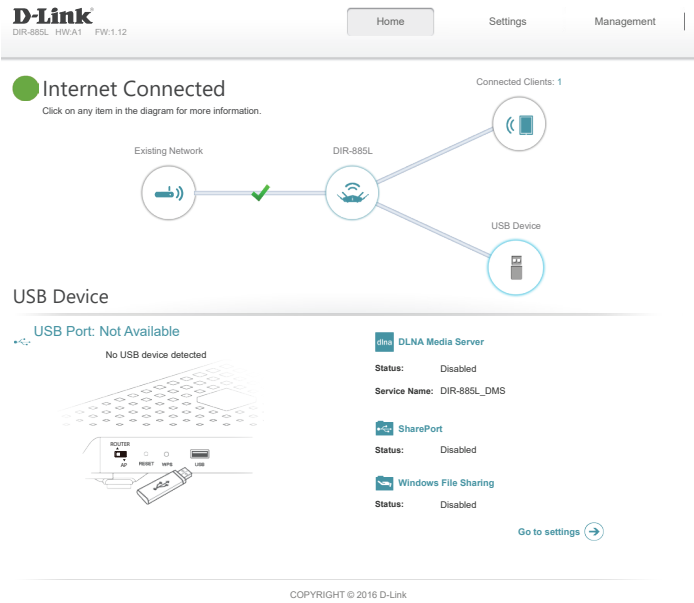 D-Link
DIR-885L HW:A1 FW:1.12
Home
Settings
Management
Internet Connected
Click on any item in the diagram for more information.
Connected Clients: 1
Existing Network
DIR-885L
USB Device
USB Device
USB Port: Not Available
No USB device detected
ROUTER
AP
RESET
WPS
USB
dlna DLNA Media Server
Status: Disabled
Service Name: DIR-885L_DMS
SharePort
Status: Disabled
Windows File Sharing
Status: Disabled
Go to settings
COPYRIGHT © 2016 D-Link